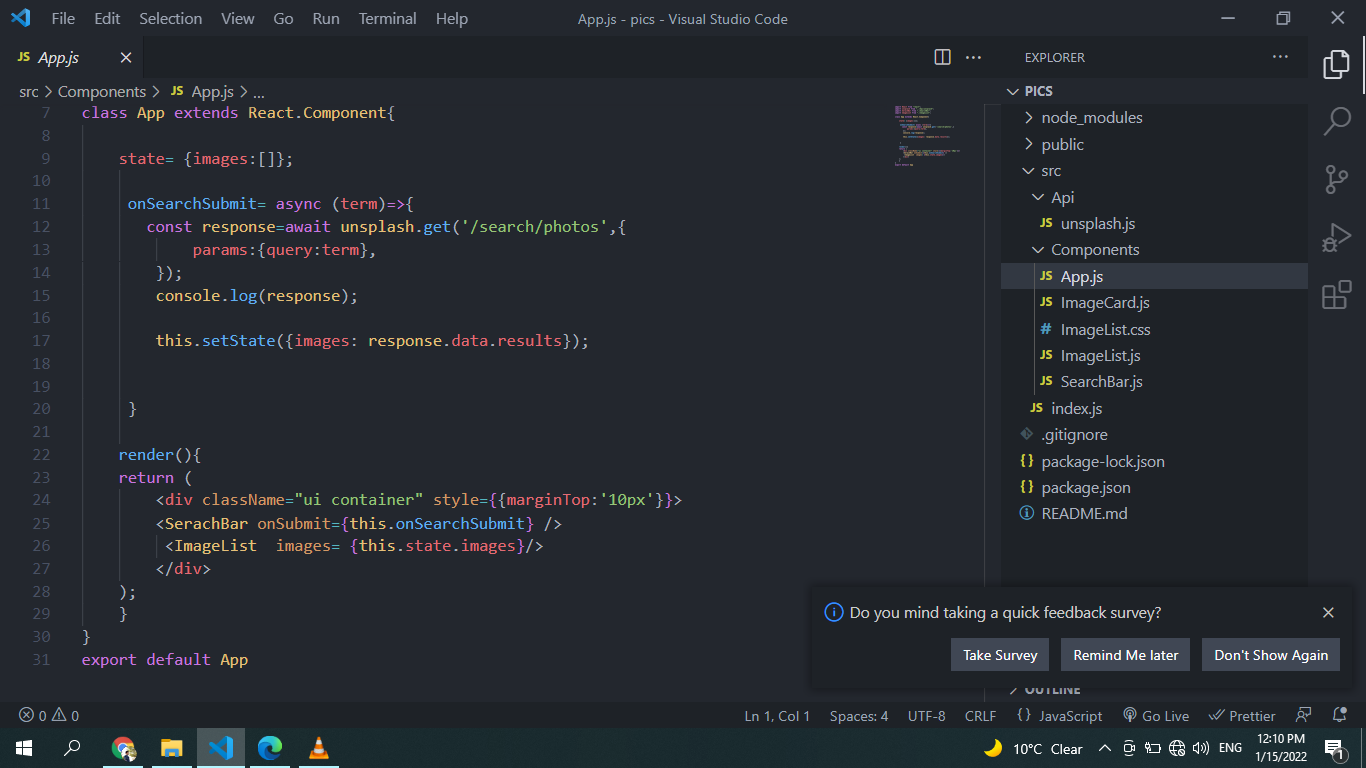 File Edit Selection View Go Run Terminal Help App.js - pics - Visual Studio Code
JS App.js
EXPLORER
src > Components > JS App.js > ...
7 class App extends React.Component{
8
9 state= {images:[]};
10
11 onSearchSubmit= async (term)=>{
12 const response=await unsplash.get('/search/photos',{
13 params:{query:term},
14 });
15 console.log(response);
16
17 this.setState({images: response.data.results});
18
19
20 }
21
22 render(){
23 return (
24 <div className="ui container" style={{marginTop:'10px'}}>
25 <SerachBar onSubmit={this.onSearchSubmit} />
26 <ImageList  images= {this.state.images}/>
27 </div>
28 );
29 }
30 }
31 export default App
PICS
node_modules
public
src
Api
JS unsplash.js
Components
JS App.js
JS ImageCard.js
# ImageList.css
JS ImageList.js
JS SearchBar.js
JS index.js
.gitignore
{} package-lock.json
{} package.json
README.md
Do you mind taking a quick feedback survey?
Take Survey Remind Me later Don't Show Again
OUTLINE
0 0 Ln 1, Col 1 Spaces: 4 UTF-8 CRLF {} JavaScript Go Live Prettier
10°C Clear ENG 12:10 PM
1/15/2022
1